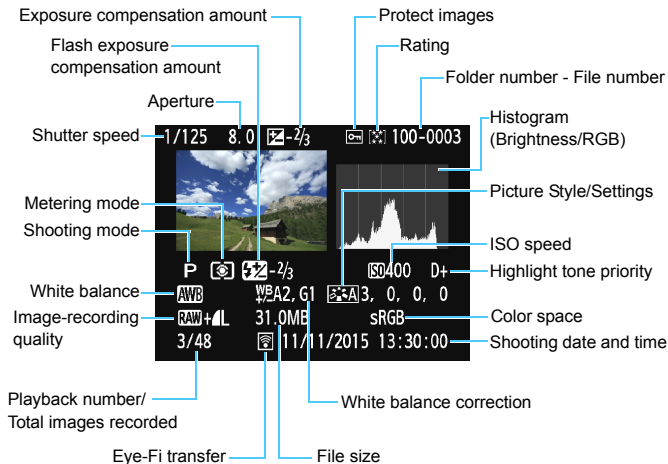 Exposure compensation amount
Protect images
Flash exposure
compensation amount
Rating
Folder number - File number
Aperture
Shutter speed
Histogram
(Brightness/RGB)
1/125 8.0 -2/3 100-0003
Metering mode
Shooting mode
Picture Style/Settings
ISO speed
P -2/3 ISO400 D+
Highlight tone priority
White balance
AWB WB+/-A2, G1 A3, 0, 0, 0
Image-recording
quality
RAW+L 31.0MB sRGB
Color space
3/48 11/11/2015 13:30:00
Shooting date and time
Playback number/
Total images recorded
White balance correction
Eye-Fi transfer
File size